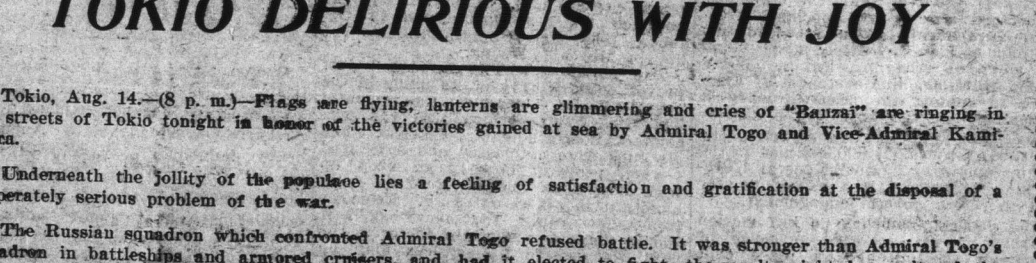 TOKIO DELIRIOUS WITH JOY
Tokio, Aug. 14.—(8 p. m.)—Flags are flying, lanterns are glimmering and cries of "Banzai" are ringing in
streets of Tokio tonight in honor of the victories gained at sea by Admiral Togo and Vice-Admiral Kami-
ca.
Underneath the jollity of the populace lies a feeling of satisfaction and gratification at the disposal of a
perately serious problem of the war.
The Russian squadron which confronted Admiral Togo refused battle. It was stronger than Admiral Togo's
adron in battleships and armored cruisers, and had it elected to fight